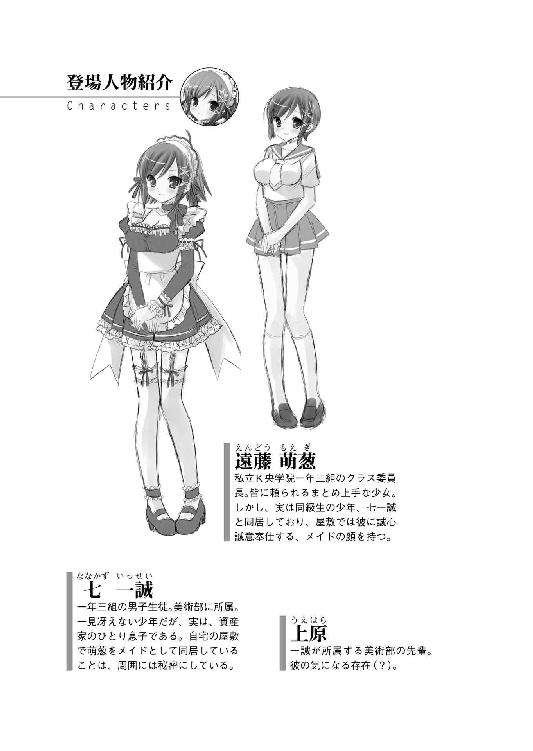 登場人物紹介
Characters
えんどう もえぎ
遠藤 萌葱
私立K央学院一年三組のクラス委員
長。皆に頼られるまとめ上手な少女。
しかし、実は同級生の少年、七一誠
と同居しており、屋敷では彼に誠心
誠意奉仕する、メイドの顔を持つ。
ななかず いっせい
七 一誠
一年三組の男子生徒。美術部に所属。
一見冴えない少年だが、実は、資産
家のひとり息子である。自宅の屋敷
で萌葱をメイドとして同居している
ことは、周囲には秘密にしている。
うえはら
上原
一誠が所属する美術部の先輩。
彼の気になる存在(?)。